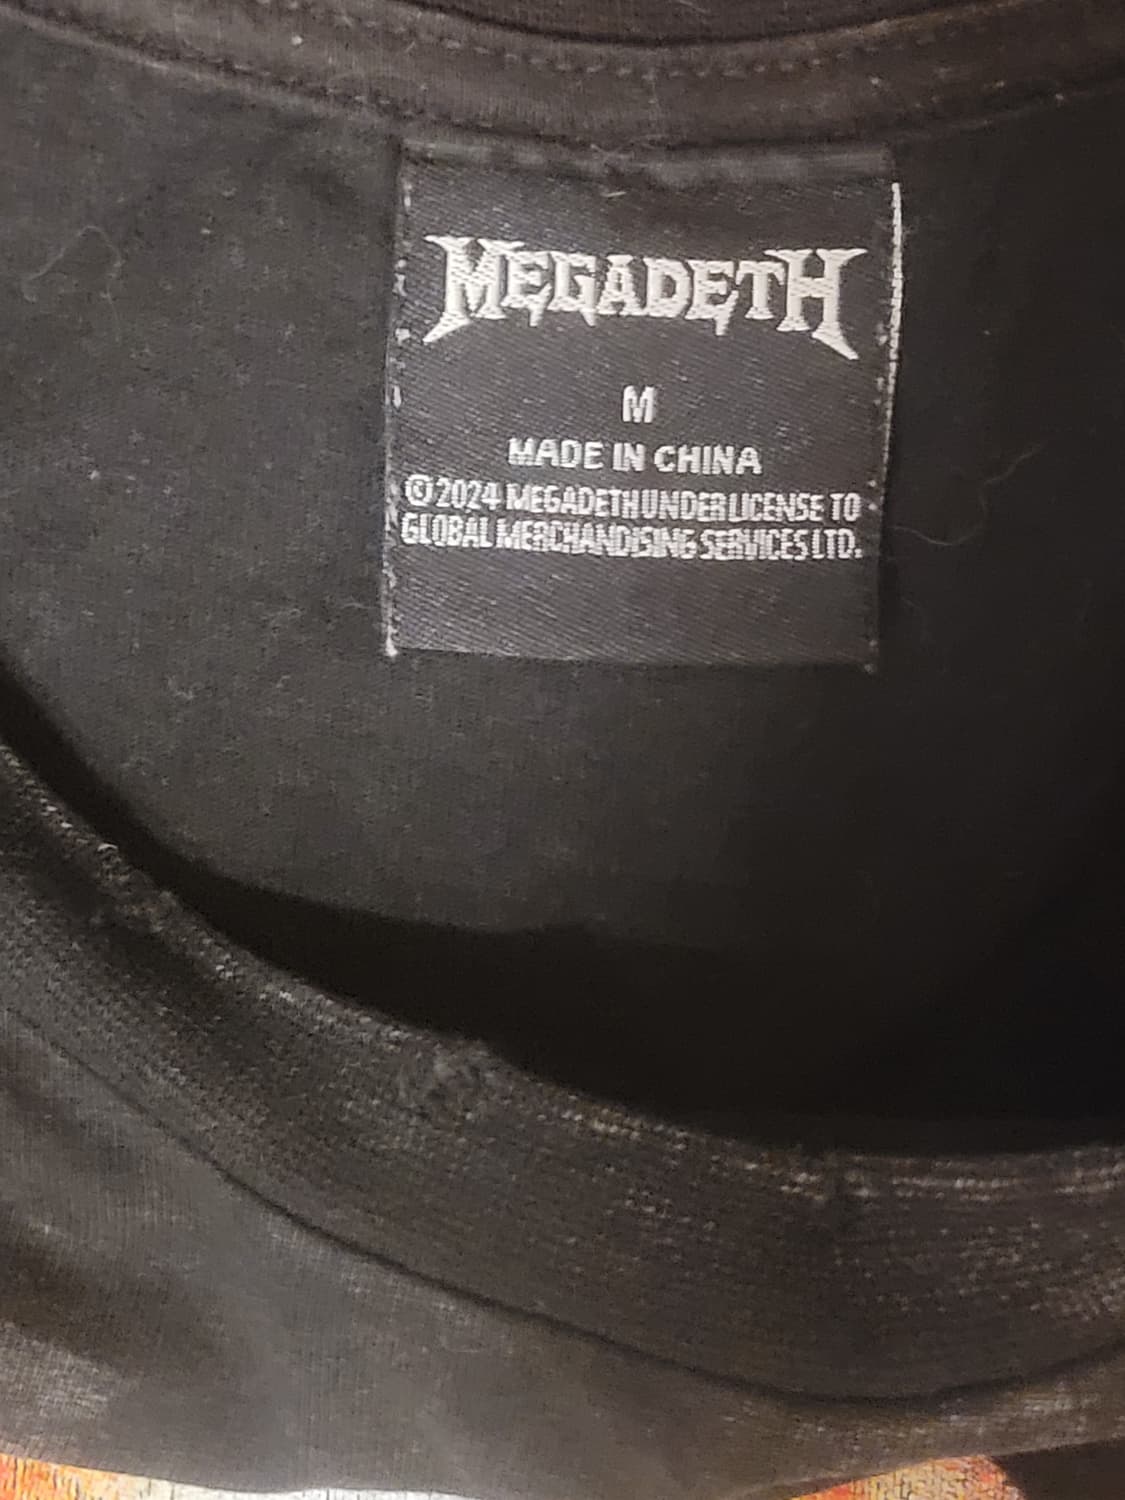 MEGADETH
M
MADE IN CHINA
©2024 MEGADETH UNDER LICENSE TO
GLOBAL MERCHANDISING SERVICES LTD.